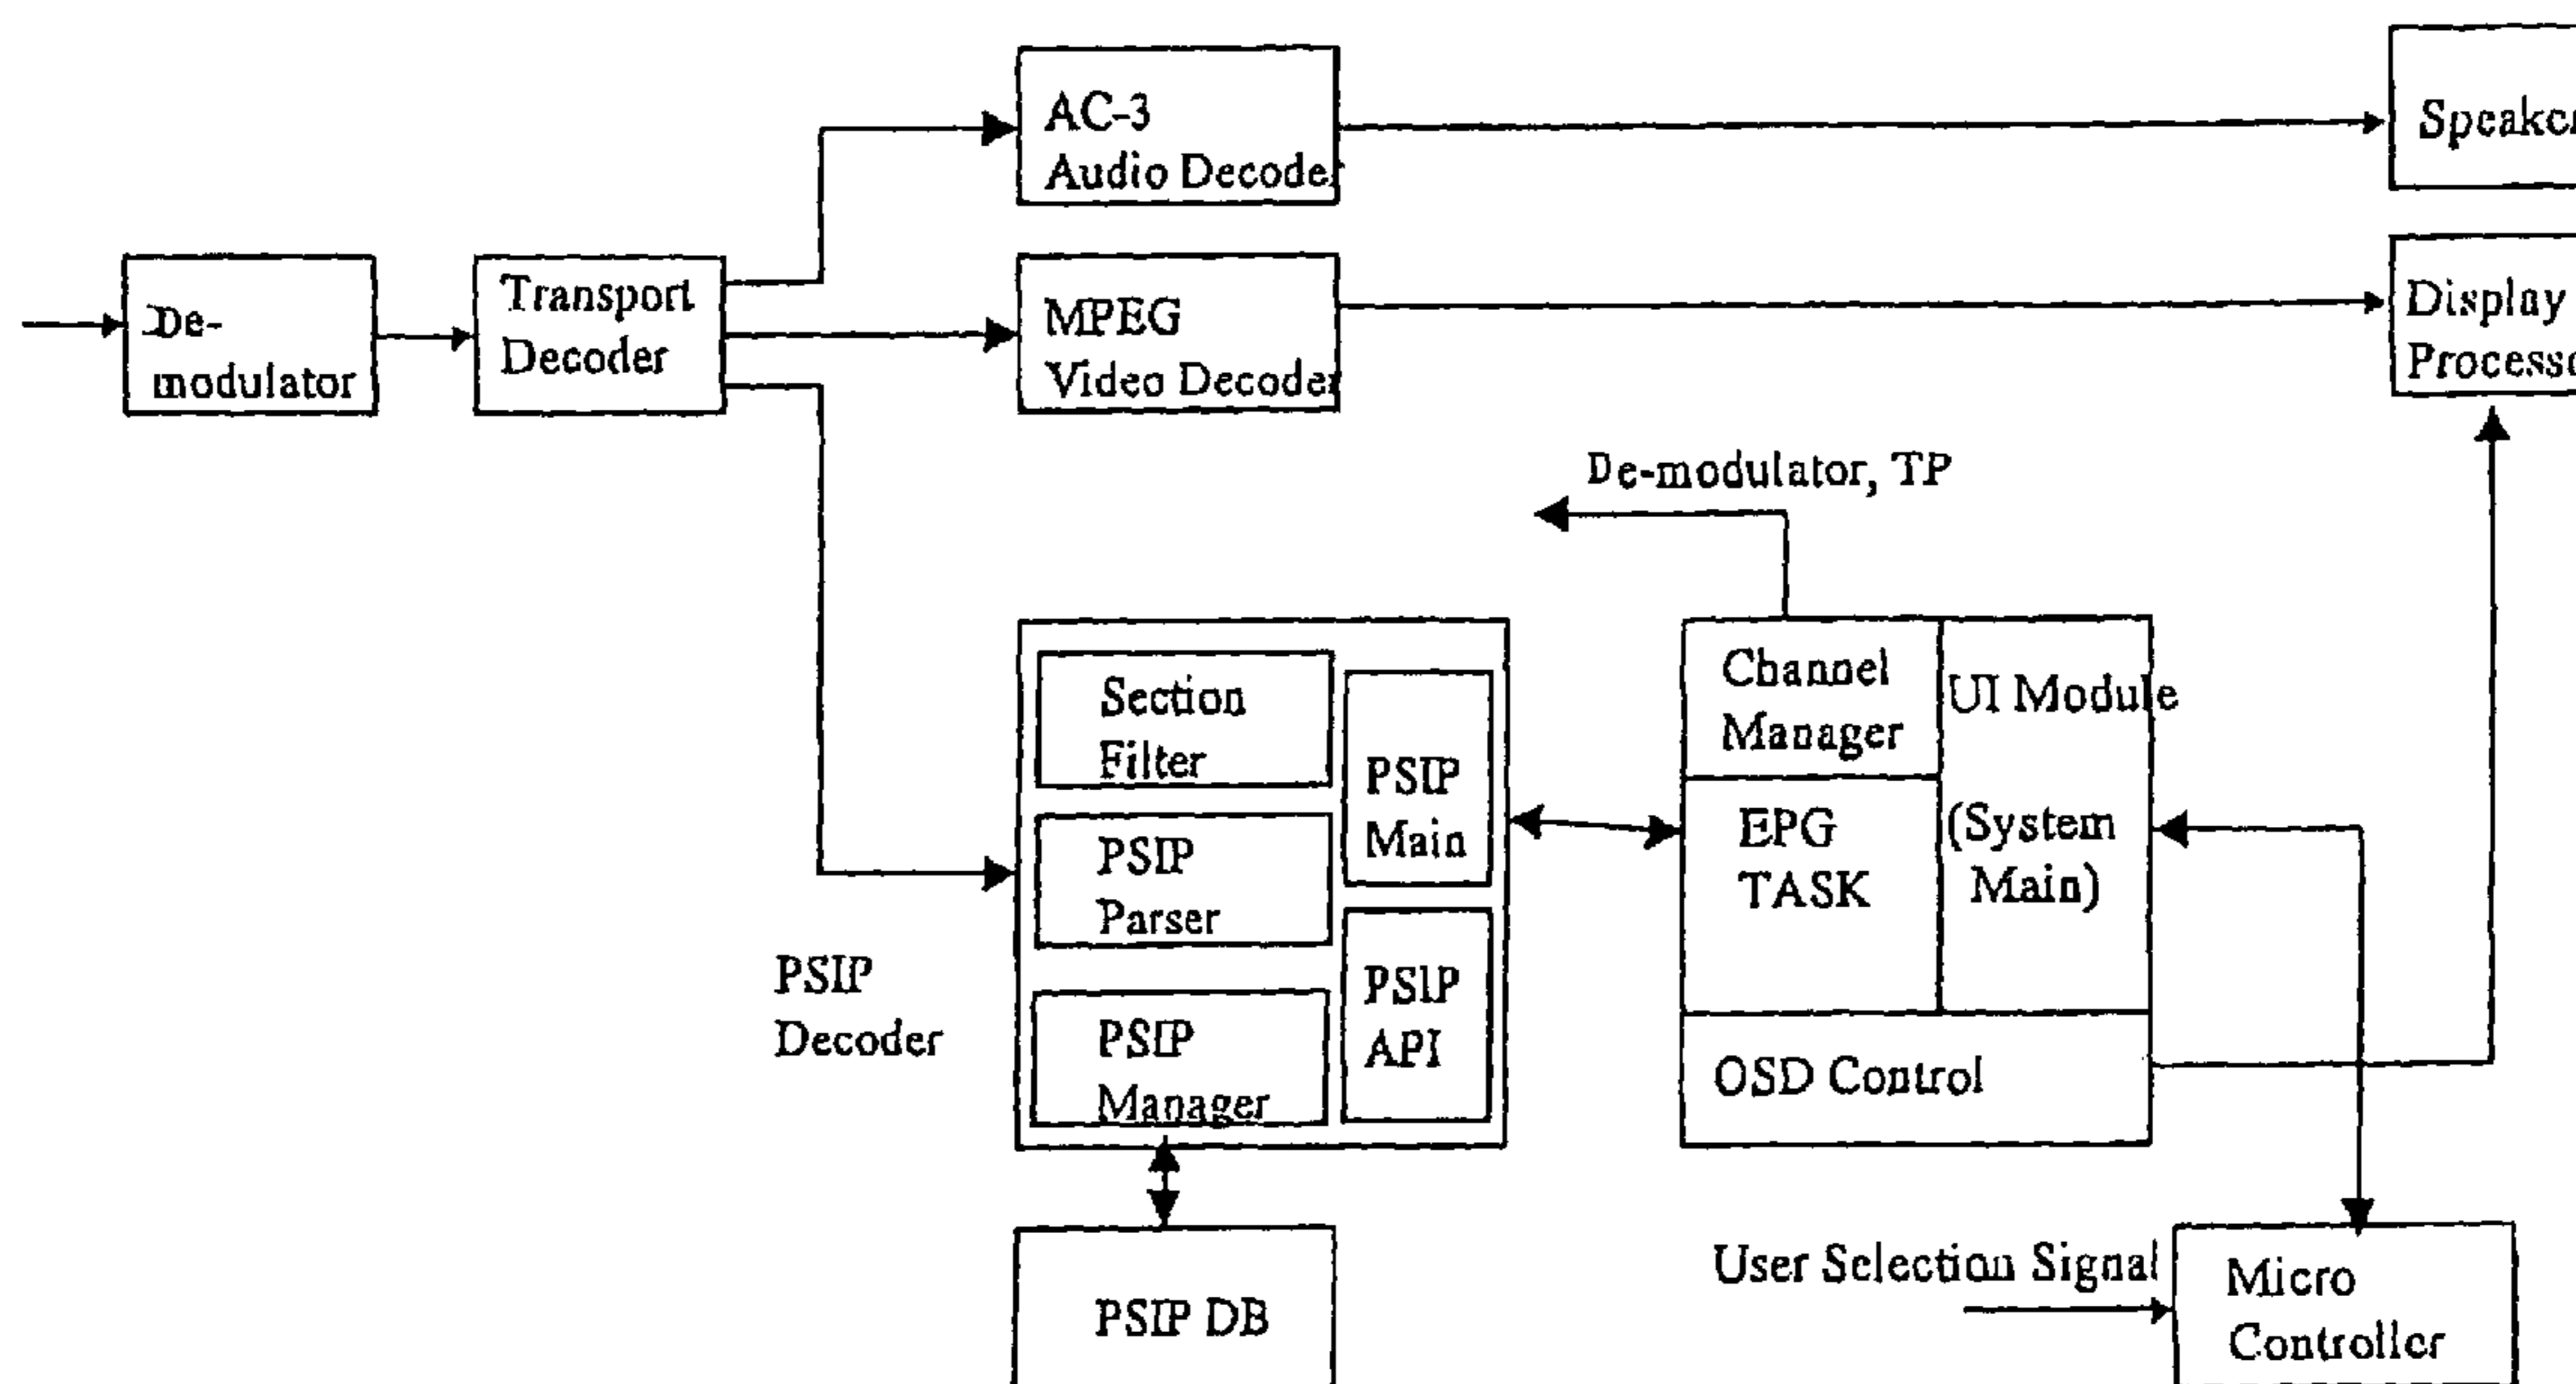 AC-3
Audio Decoder
De-
modulator
Transport
Decoder
MPEG
Video Decoder
Display
De-modulator, TP
Section
Filter
PSIP
Parser
PSIP
Manager
PSIP
Main
PSIP
API
PSIP
Decoder
Channel
Manager
UI Module
(System
Main)
EPG
TASK
OSD Control
PSIP DB
User Selection Signal
Micro
Controller